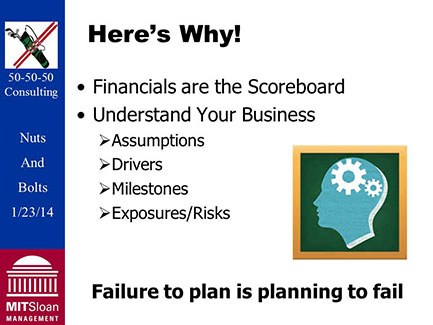 Here's Why!
50-50-50
Consulting
Nuts
And
Bolts
1/23/14
MITSloan
MANAGEMENT
• Financials are the Scoreboard
• Understand Your Business
➢Assumptions
➢Drivers
➢Milestones
➢Exposures/Risks
Failure to plan is planning to fail